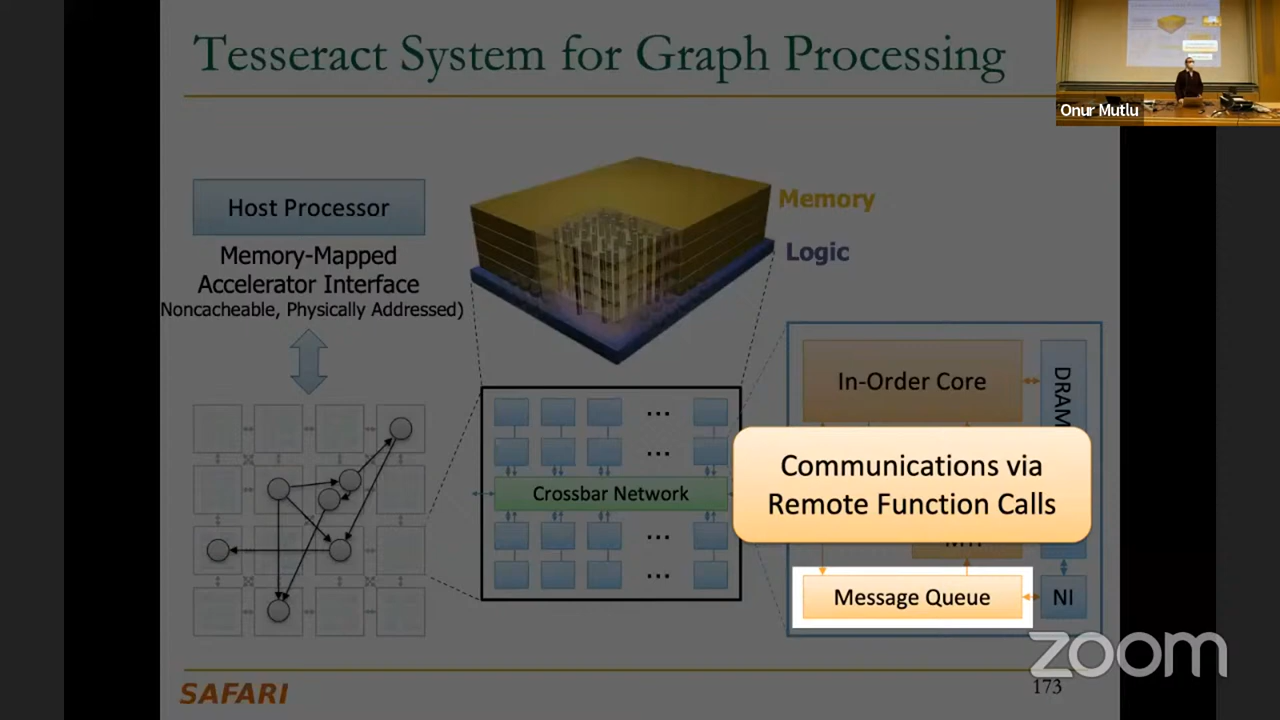 Tesseract System for Graph Processing
Onur Mutlu
Host Processor
Memory-Mapped
Accelerator Interface
Noncacheable, Physically Addressed)
Memory
Logic
In-Order Core
DRAM
...
...
Crossbar Network
...
...
Communications via
Remote Function Calls
Message Queue
NI
zoom
SAFARI
173